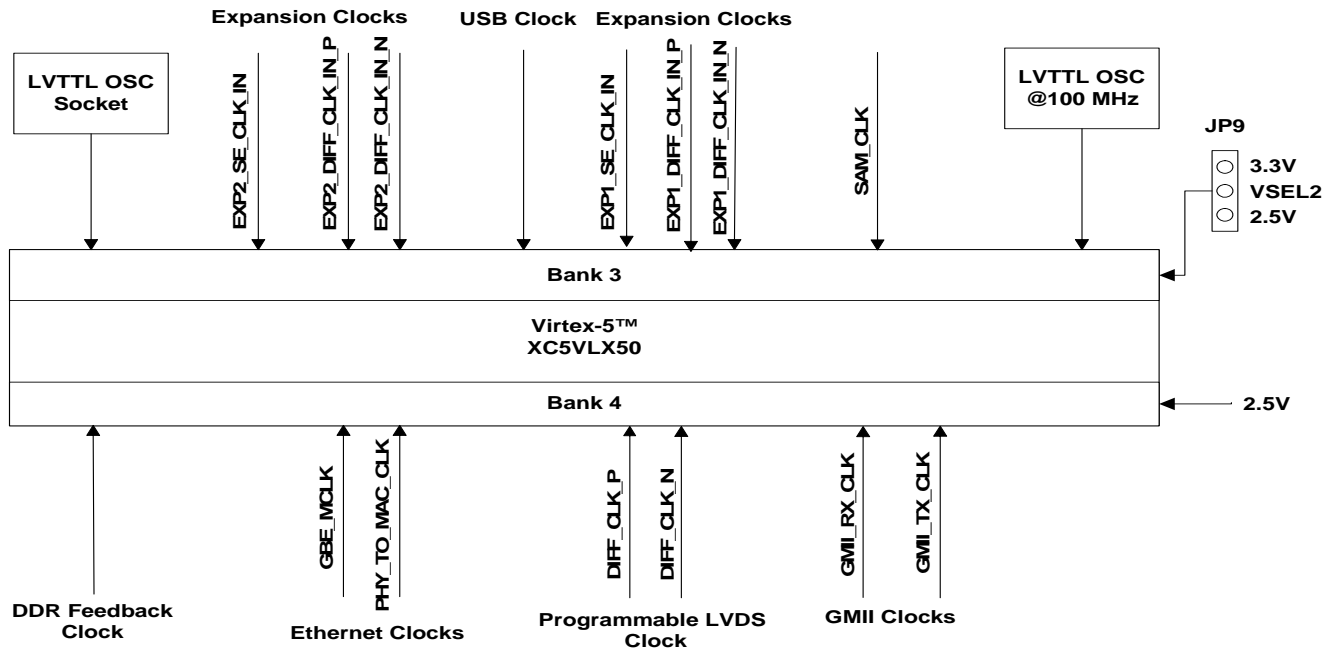 Expansion Clocks
USB Clock
Expansion Clocks
LVTTL OSC
Socket
EXP2_SE_CLK_IN
EXP2_DIFF_CLK_IN_P
EXP2_DIFF_CLK_IN_N
EXP1_SE_CLK_IN
EXP1_DIFF_CLK_IN_P
EXP1_DIFF_CLK_IN_N
SAM_CLK
LVTTL OSC
@100 MHz
JP9
3.3V
VSEL2
2.5V
Bank 3
Virtex-5™
XC5VLX50
Bank 4
2.5V
GBE_MCLK
PHY_TO_MAC_CLK
DIFF_CLK_P
DIFF_CLK_N
GMII_RX_CLK
GMII_TX_CLK
DDR Feedback
Clock
Ethernet Clocks
Programmable LVDS
Clock
GMII Clocks